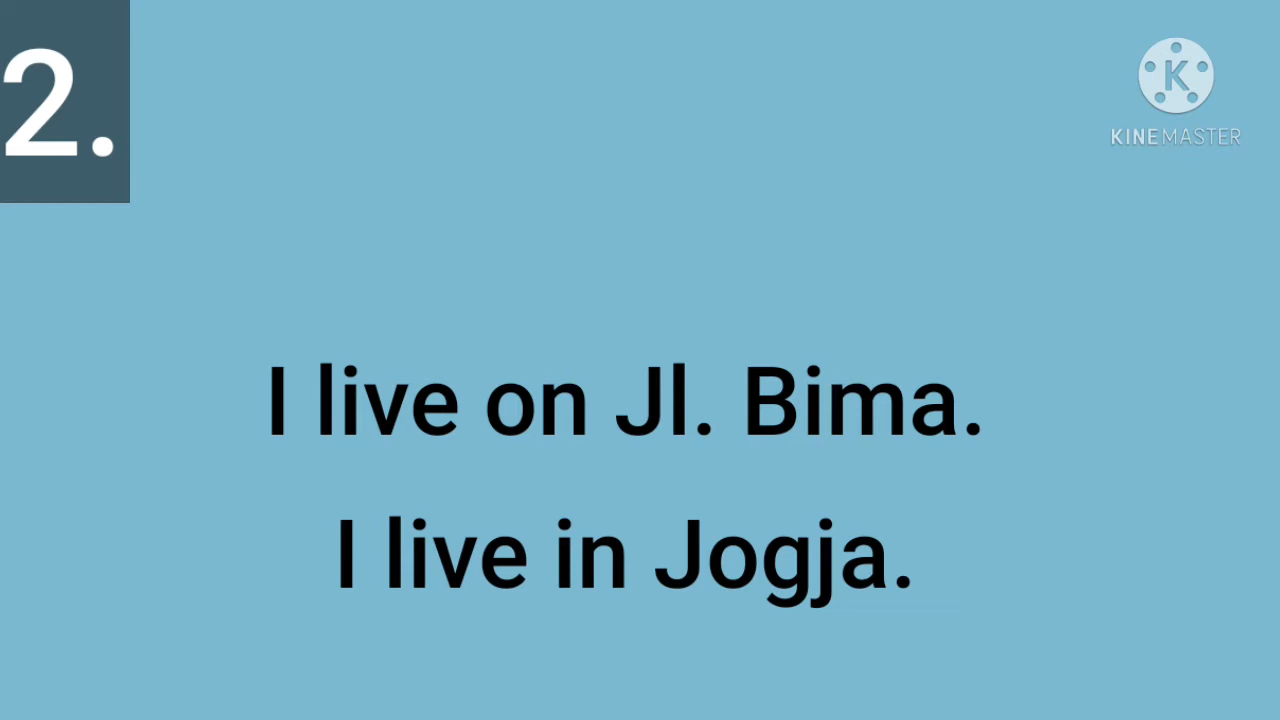 2.
K
KINEMASTER
I live on Jl. Bima.
I live in Jogja.